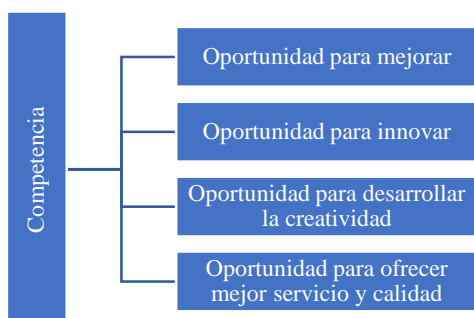 Competencia
Oportunidad para mejorar
Oportunidad para innovar
Oportunidad para desarrollar
la creatividad
Oportunidad para ofrecer
mejor servicio y calidad